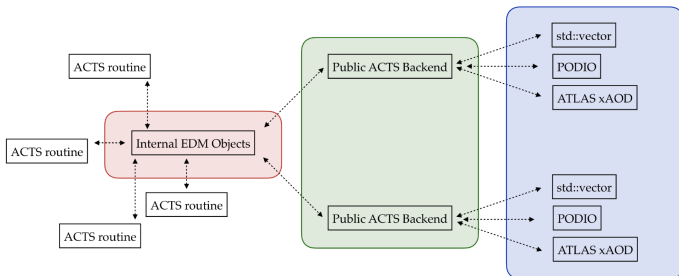 ACTS routine
ACTS routine
ACTS routine
ACTS routine
Internal EDM Objects
Public ACTS Backend
Public ACTS Backend
std::vector
PODIO
ATLAS xAOD
std::vector
PODIO
ATLAS xAOD